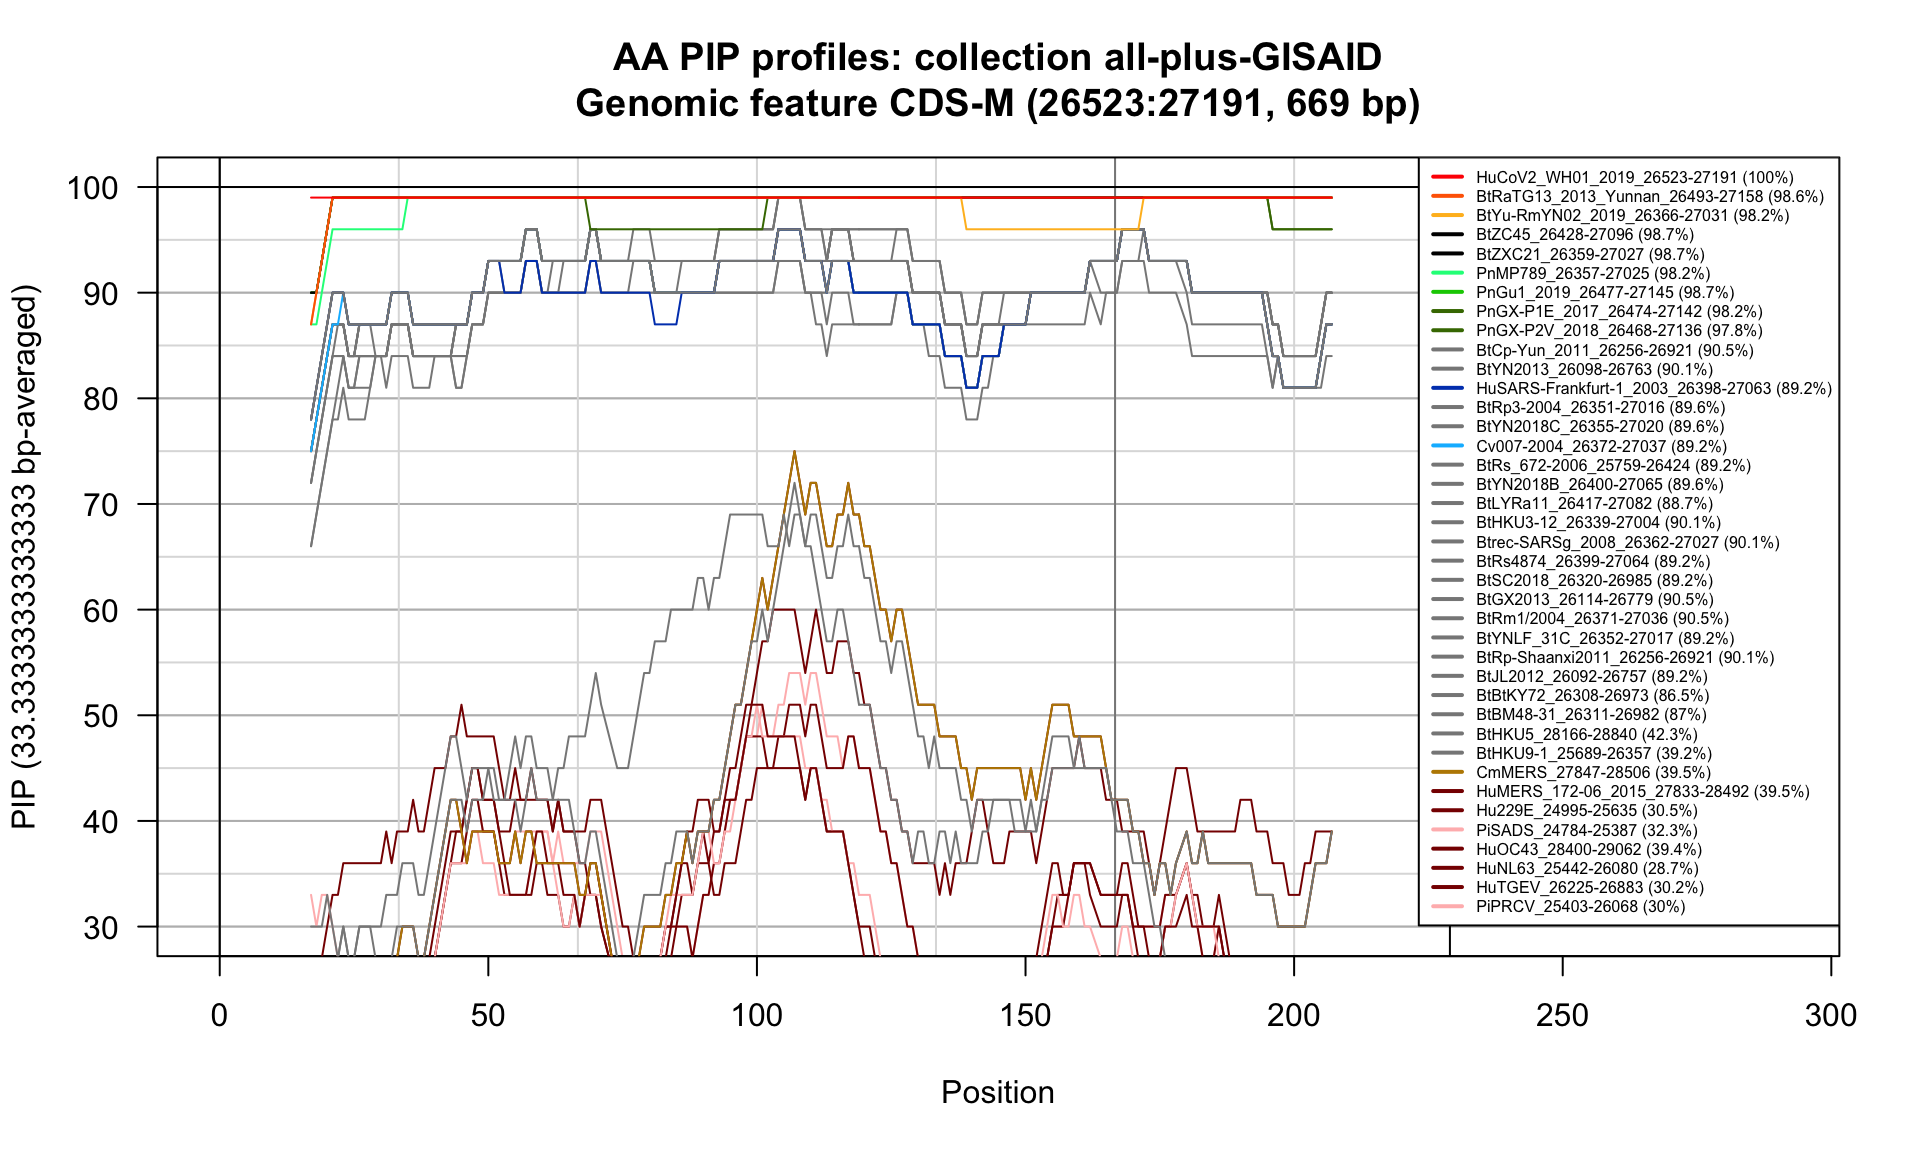 AA PIP profiles: collection all-plus-GISAID
Genomic feature CDS-M (26523:27191, 669 bp)
PIP (33.3333333333333 bp-averaged)
100
90
80
70
60
50
40
30
HuCoV2_WH01_2019_26523-27191 (100%)
BtRaTG13_2013_Yunnan_26493-27158 (98.6%)
BtYu-RmYN02_2019_26366-27031 (98.2%)
BtZC45_26428-27096 (98.7%)
BtZXC21_26359-27027 (98.7%)
PnMP789_26357-27025 (98.2%)
PnGu1_2019_26477-27145 (98.7%)
PnGX-P1E_2017_26474-27142 (98.2%)
PnGX-P2V_2018_26468-27136 (97.8%)
BtCp-Yun_2011_26256-26921 (90.5%)
BtYN2013_26098-26763 (90.1%)
HuSARS-Frankfurt-1_2003_26398-27063 (89.2%)
BtRp3-2004_26351-27016 (89.6%)
BtYN2018C_26355-27020 (89.6%)
Cv007-2004_26372-27037 (89.2%)
BtRs_672-2006_25759-26424 (89.2%)
BtYN2018B_26400-27065 (89.6%)
BtLYRa11_26417-27082 (88.7%)
BtHKU3-12_26339-27004 (90.1%)
Btrec-SARSg_2008_26362-27027 (90.1%)
BtRs4874_26399-27064 (89.2%)
BtSC2018_26320-26985 (89.2%)
BtGX2013_26114-26779 (90.5%)
BtRm1/2004_26371-27036 (90.5%)
BtYNLF_31C_26352-27017 (89.2%)
BtRp-Shaanxi2011_26256-26921 (90.1%)
BtJL2012_26092-26757 (89.2%)
BtBtKY72_26308-26973 (86.5%)
BtBM48-31_26311-26982 (87%)
BtHKU5_28166-28840 (42.3%)
BtHKU9-1_25689-26357 (39.2%)
CmMERS_27847-28506 (39.5%)
HuMERS_172-06_2015_27833-28492 (39.5%)
Hu229E_24995-25635 (30.5%)
PiSADS_24784-25387 (32.3%)
HuOC43_28400-29062 (39.4%)
HuNL63_25442-26080 (28.7%)
HuTGEV_26225-26883 (30.2%)
PiPRCV_25403-26068 (30%)
0
50
100
150
200
250
300
Position